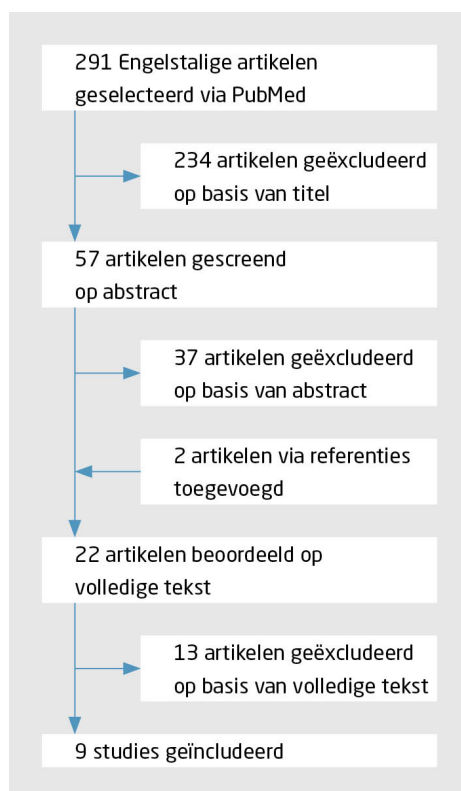 291 Engelstalige artikelen
geselecteerd via PubMed
234 artikelen geëxcludeerd
op basis van titel
57 artikelen gescreend
op abstract
37 artikelen geëxcludeerd
op basis van abstract
2 artikelen via referenties
toegevoegd
22 artikelen beoordeeld op
volledige tekst
13 artikelen geëxcludeerd
op basis van volledige tekst
9 studies geïncludeerd